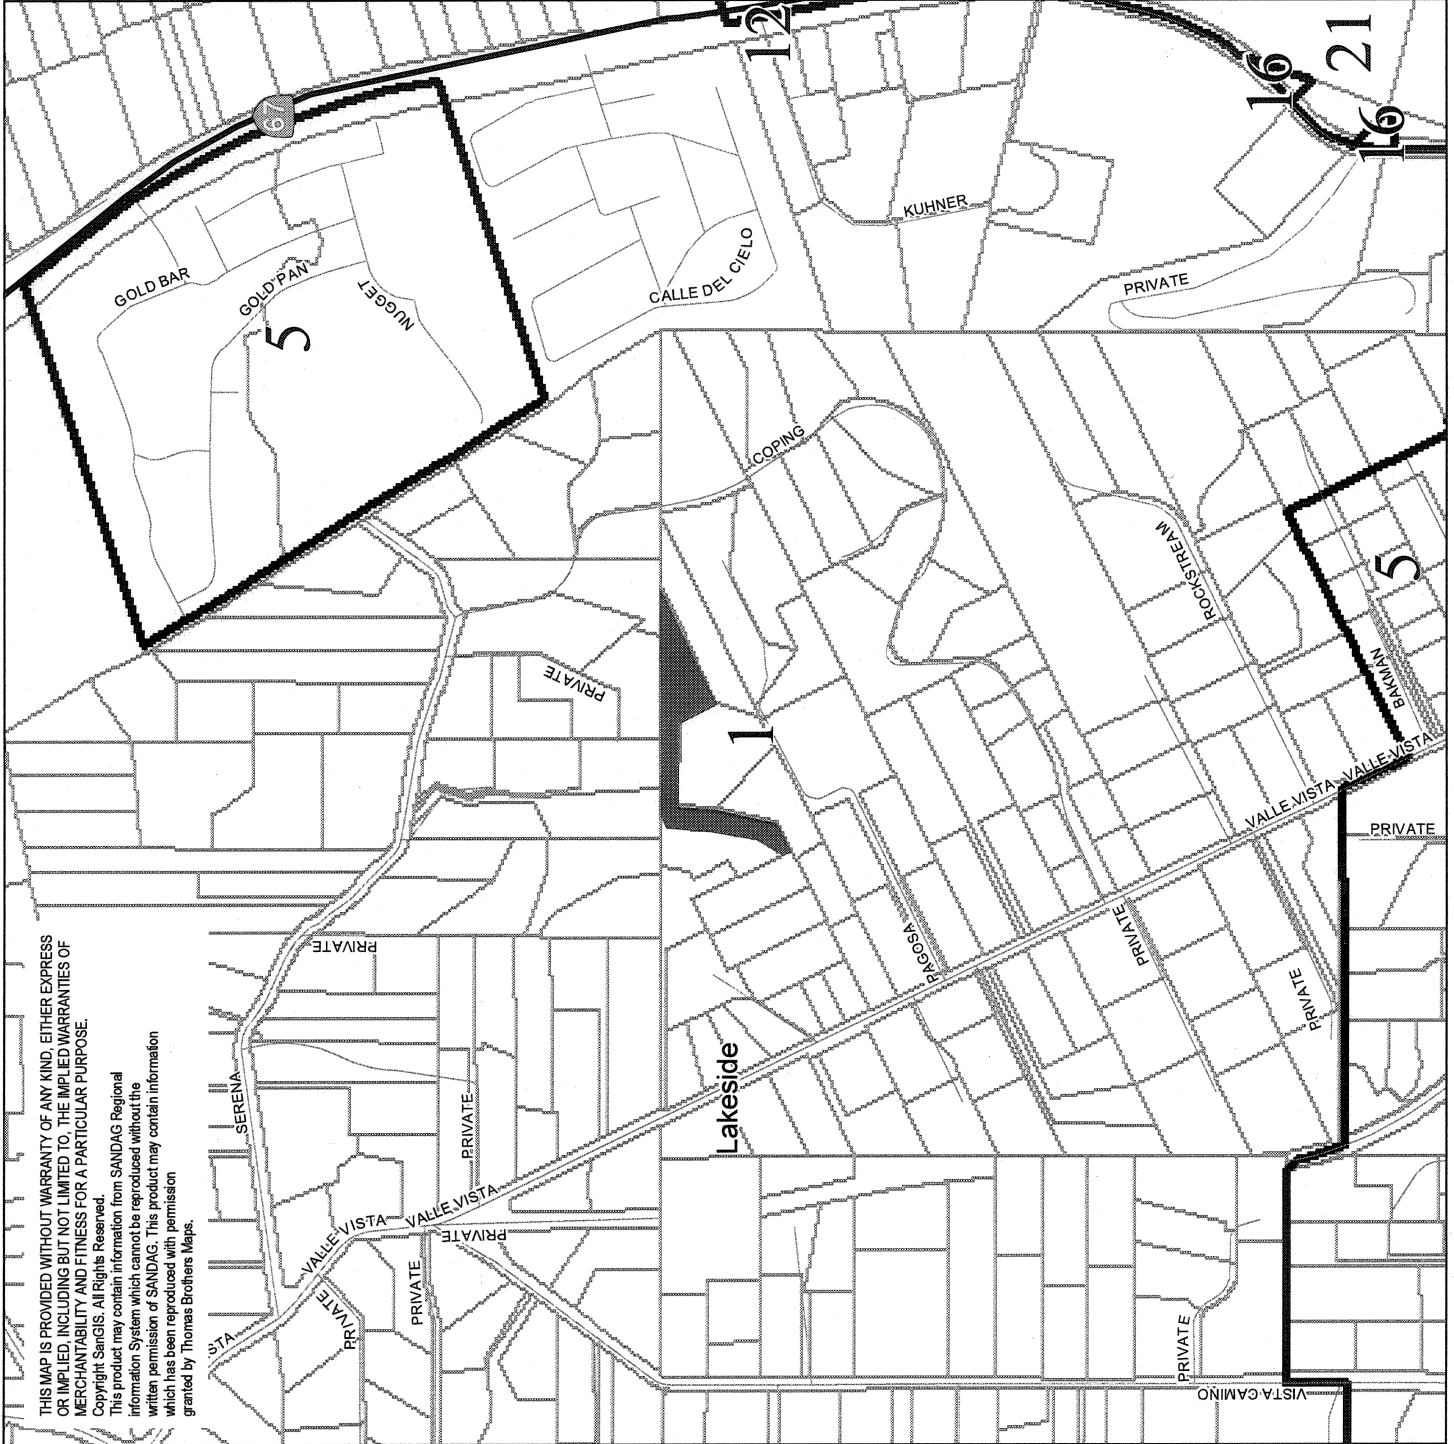 THIS MAP IS PROVIDED WITHOUT WARRANTY OF ANY KIND, EITHER EXPRESS
OR IMPLIED, INCLUDING BUT NOT LIMITED TO, THE IMPLIED WARRANTIES OF
MERCHANTABILITY AND FITNESS FOR A PARTICULAR PURPOSE.
Copyright SanGIS. All Rights Reserved.
This product may contain information from SANDAG Regional
Information System which cannot be reproduced without the
written permission of SANDAG. This product may contain information
which has been reproduced with permission
granted by Thomas Brothers Maps.
STA
SERENA
VALLE VISTA
PRIVATE
PRIVATE
PRIVATE
VALLE VISTA
PRIVATE
PRIVATE
PRIVATE
GOLD BAR
GOLD PAN
NUGGET
5
67
12
16
21
16
CALLE DEL CIELO
KUHNER
PRIVATE
COPING
1
ROCKSTREAM
5
BAKMAN
VALLE VISTA
VALLE VISTA
PRIVATE
PAGOSA
PRIVATE
PRIVATE
Lakeside
PRIVATE
VISTA CAMINO